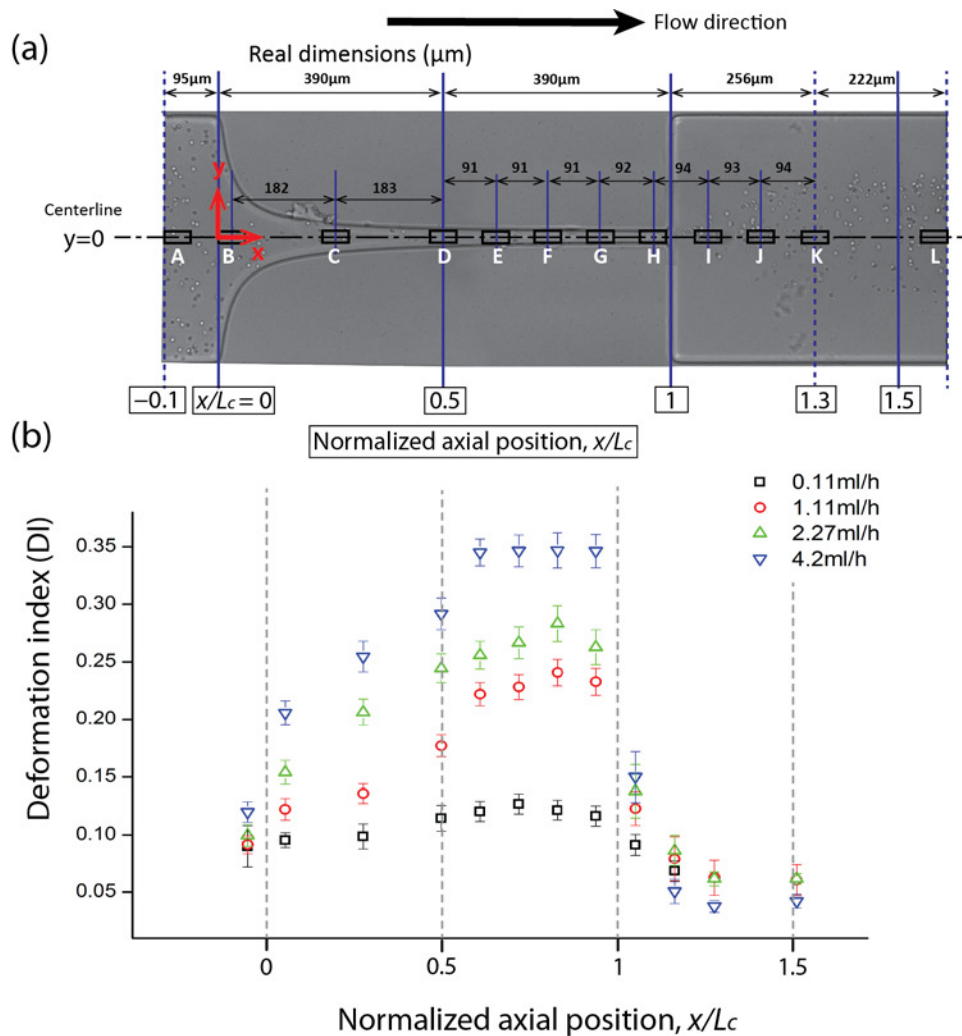 Flow direction
(a)
Real dimensions (μm)
95μm 390μm 390μm 256μm 222μm
y
91 91 91 92 94 93 94
182 183
Centerline
y=0
x
A B C D E F G H I J K L
−0.1 x/Lc = 0 0.5 1 1.3 1.5
(b)
Normalized axial position, x/Lc
0.11ml/h
1.11ml/h
2.27ml/h
4.2ml/h
Deformation index (DI)
0.35
0.30
0.25
0.20
0.15
0.10
0.05
0 0.5 1 1.5
Normalized axial position, x/Lc